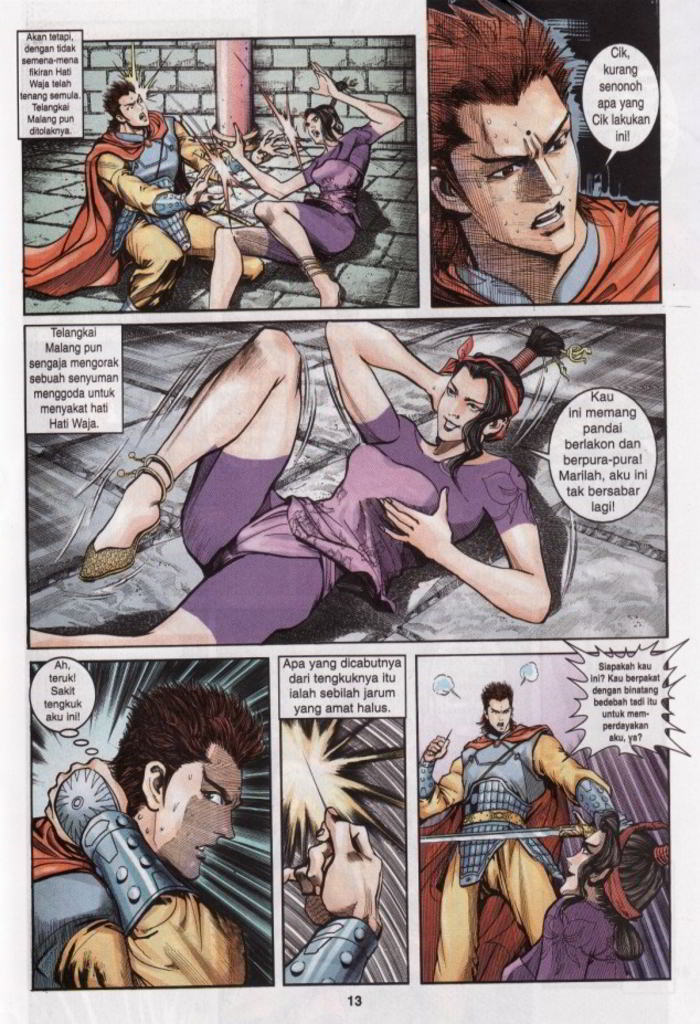 Akan tetapi,
dengan tidak
semena-mena
fikiran Hati
Waja telah
tenang semula.
Telangkai
Malang pun
ditolaknya.
Cik,
kurang
senonoh
apa yang
Cik lakukan
ini!
Telangkai
Malang pun
sengaja mengorak
sebuah senyuman
menggoda untuk
menyakat hati
Hati Waja.
Kau
ini memang
pandai
berlakon dan
berpura-pura!
Marilah, aku ini
tak bersabar
lagi!
Ah,
teruk!
Sakit
tengkuk
aku ini!
Apa yang dicabutnya
dari tengkuknya itu
ialah sebilah jarum
yang amat halus.
Siapakah kau
ini? Kau berpakat
dengan binatang
bedebah tadi itu
untuk mem-
perdayakan
aku, ya?
13